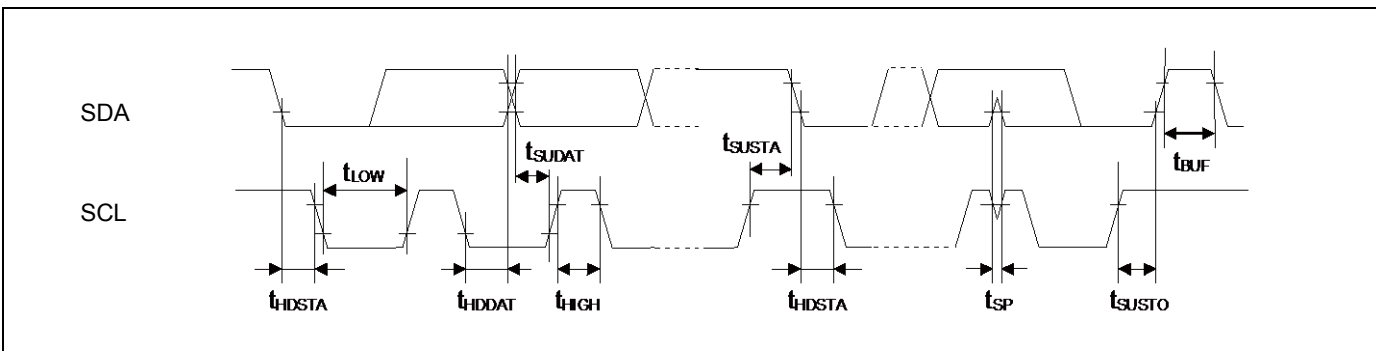 SDA
tSUDAT
tSUSTA
tLOW
tBUF
SCL
tHDSTA
tHDDAT
tHIGH
tHDSTA
tSP
tSUSTO